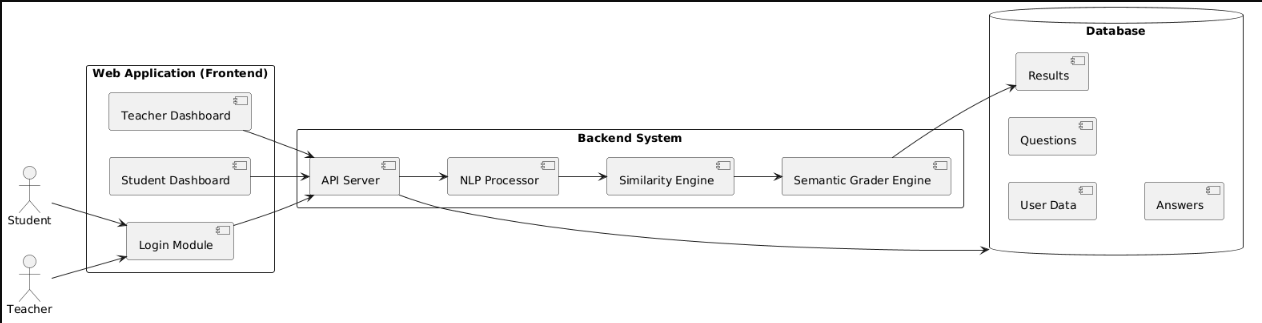 Database
Web Application (Frontend)
Results
Teacher Dashboard
Backend System
Questions
Student Dashboard
API Server
NLP Processor
Similarity Engine
Semantic Grader Engine
User Data
Answers
Student
Login Module
Teacher